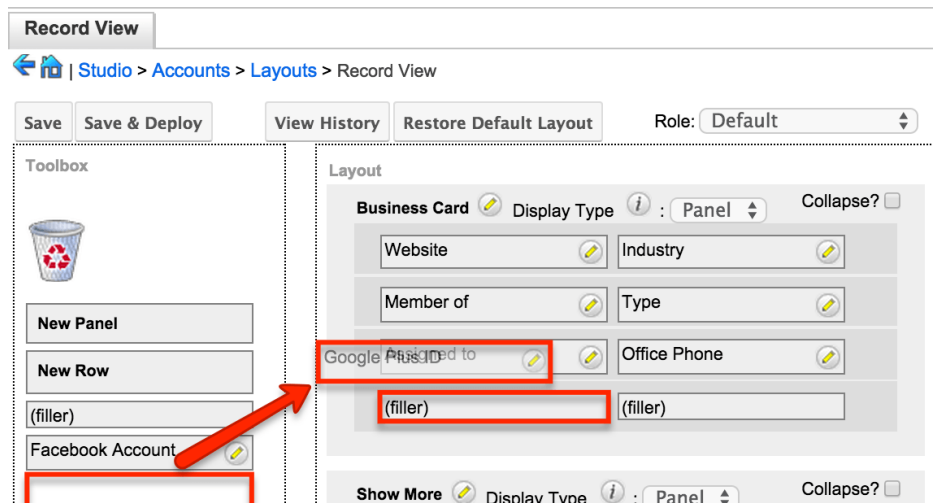 Record View
| Studio > Accounts > Layouts > Record View
Save Save & Deploy View History Restore Default Layout Role: Default
Toolbox
New Panel
New Row
(filler)
Facebook Account
Layout
Business Card Display Type i : Panel Collapse?
Website Industry
Member of Type
Google Plus ID Assigned to Office Phone
(filler) (filler)
Show More Display Type i : Panel Collapse?